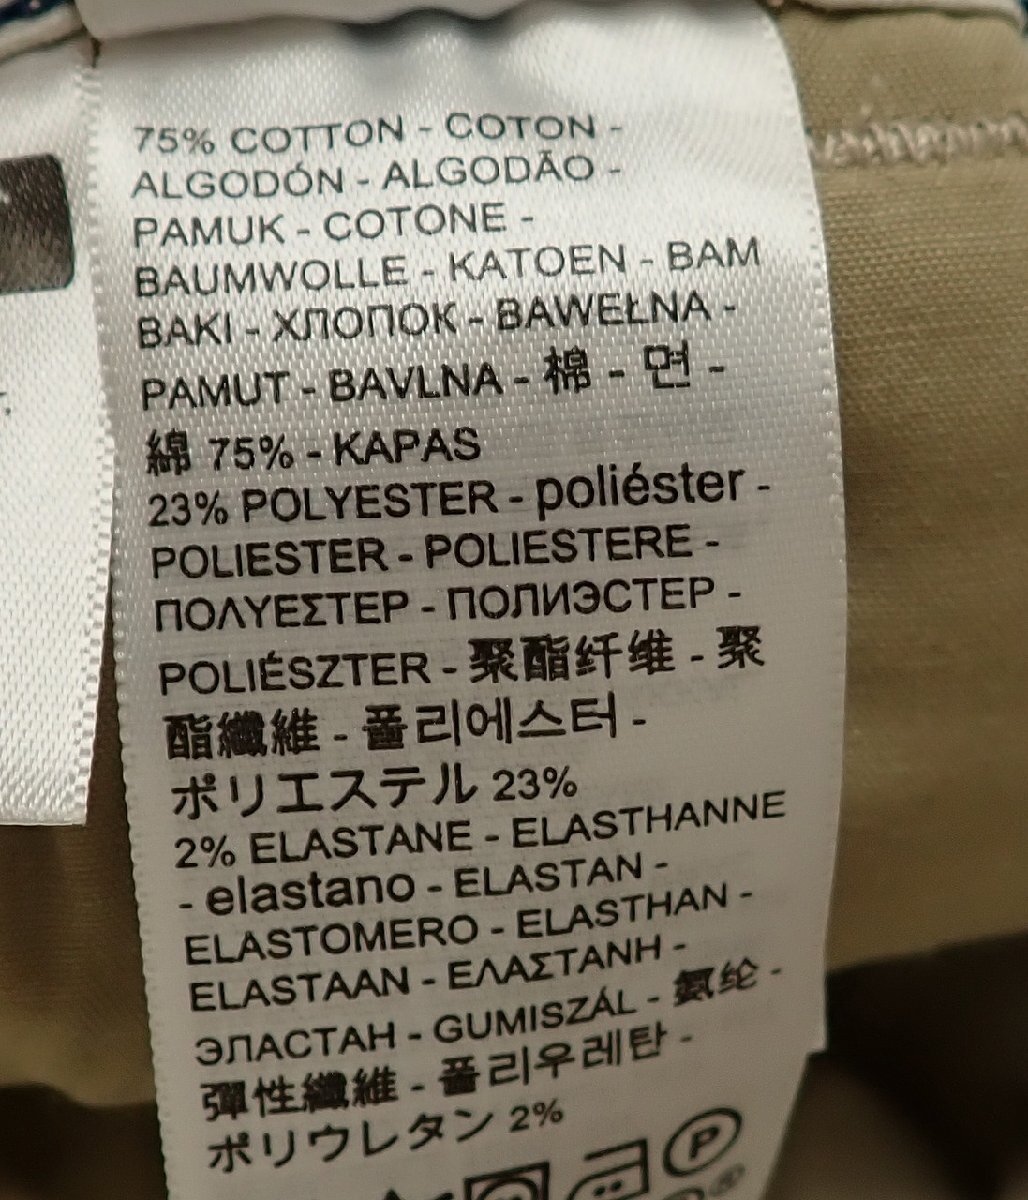 75% COTTON - COTON -
ALGODÓN - ALGODÃO -
PAMUK - COTONE -
BAUMWOLLE - KATOEN - BAM
BAKI - ХЛОПОК - BAWEŁNA -
PAMUT - BAVLNA - 棉 - 면 -
綿 75% - KAPAS
23% POLYESTER - poliéster -
POLIESTER - POLIESTERE -
ΠΟΛΥΕΣΤΕΡ - ПОЛИЭСТЕР -
POLIÉSZTER - 聚酯纤维 - 聚
酯纖維 - 폴리에스터 -
ポリエステル 23%
2% ELASTANE - ELASTHANNE
- elastano - ELASTAN -
ELASTOMERO - ELASTHAN -
ELASTAAN - ΕΛΑΣΤΑΝΗ -
ЭЛАСТАН - GUMISZÁL - 氨纶 -
彈性纖維 - 폴리우레탄 -
ポリウレタン 2%
P